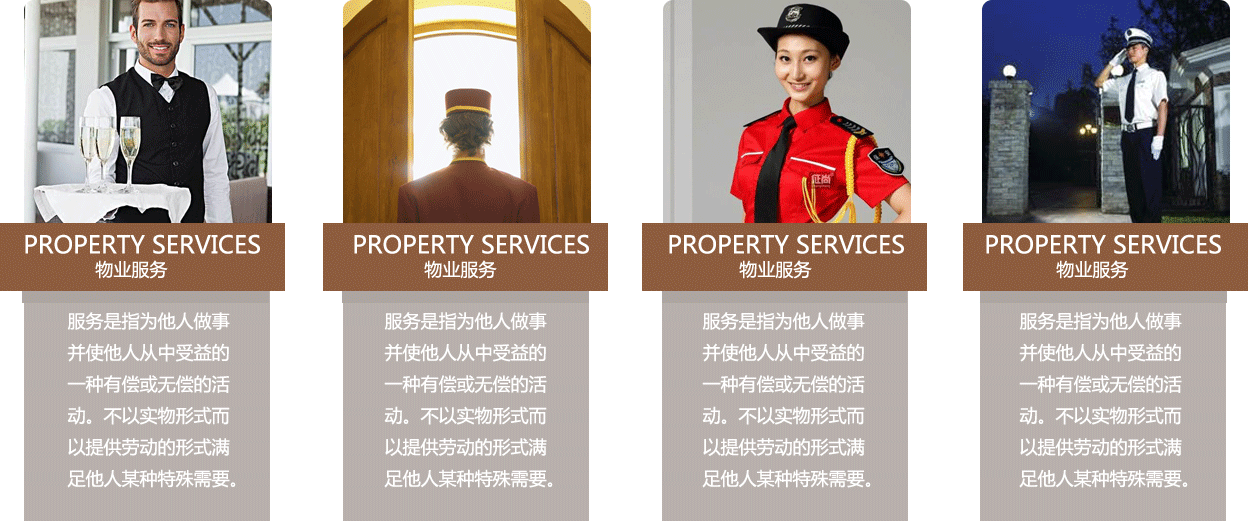 PROPERTY SERVICES
物业服务
服务是指为他人做事
并使他人从中受益的
一种有偿或无偿的活
动。不以实物形式而
以提供劳动的形式满
足他人某种特殊需要。
PROPERTY SERVICES
物业服务
服务是指为他人做事
并使他人从中受益的
一种有偿或无偿的活
动。不以实物形式而
以提供劳动的形式满
足他人某种特殊需要。
征尚
PROPERTY SERVICES
物业服务
服务是指为他人做事
并使他人从中受益的
一种有偿或无偿的活
动。不以实物形式而
以提供劳动的形式满
足他人某种特殊需要。
PROPERTY SERVICES
物业服务
服务是指为他人做事
并使他人从中受益的
一种有偿或无偿的活
动。不以实物形式而
以提供劳动的形式满
足他人某种特殊需要。